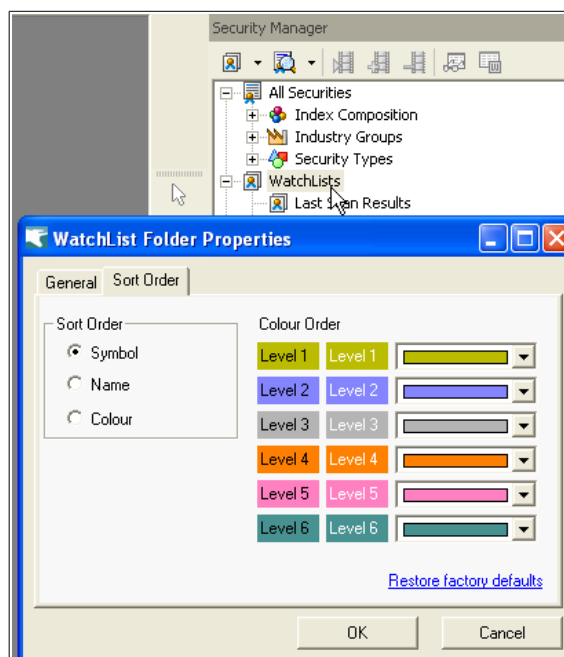 Security Manager
All Securities
Index Composition
Industry Groups
Security Types
WatchLists
Last Scan Results
WatchList Folder Properties
General Sort Order
Sort Order
Symbol
Name
Colour
Colour Order
Level 1 Level 1
Level 2 Level 2
Level 3 Level 3
Level 4 Level 4
Level 5 Level 5
Level 6 Level 6
Restore factory defaults
OK Cancel